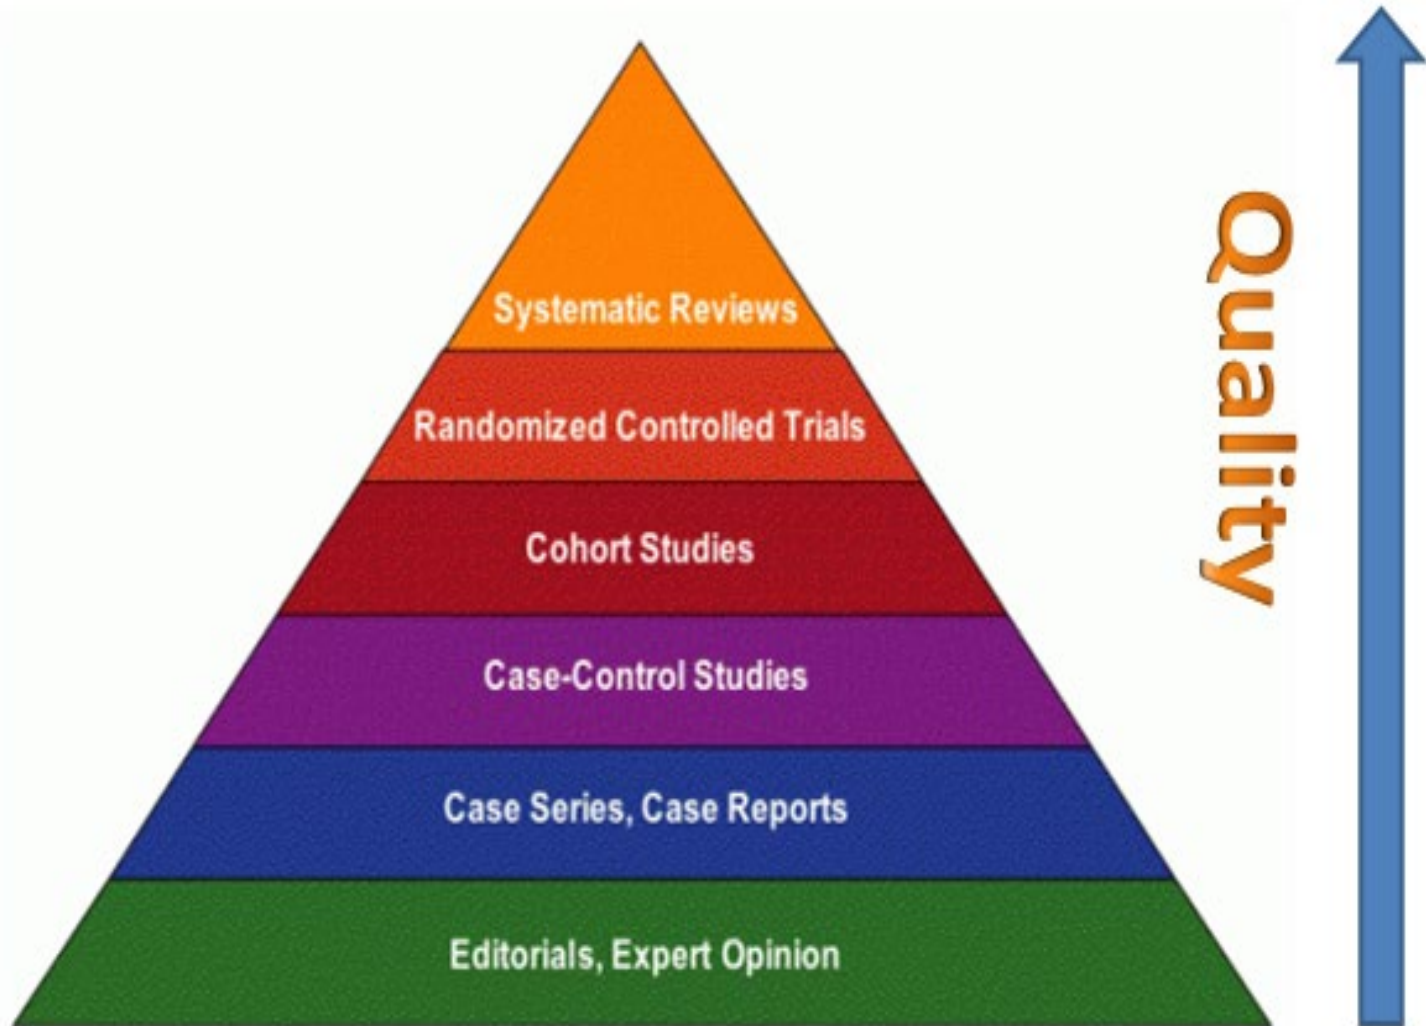 Systematic Reviews
Randomized Controlled Trials
Cohort Studies
Case-Control Studies
Case Series, Case Reports
Editorials, Expert Opinion
Quality